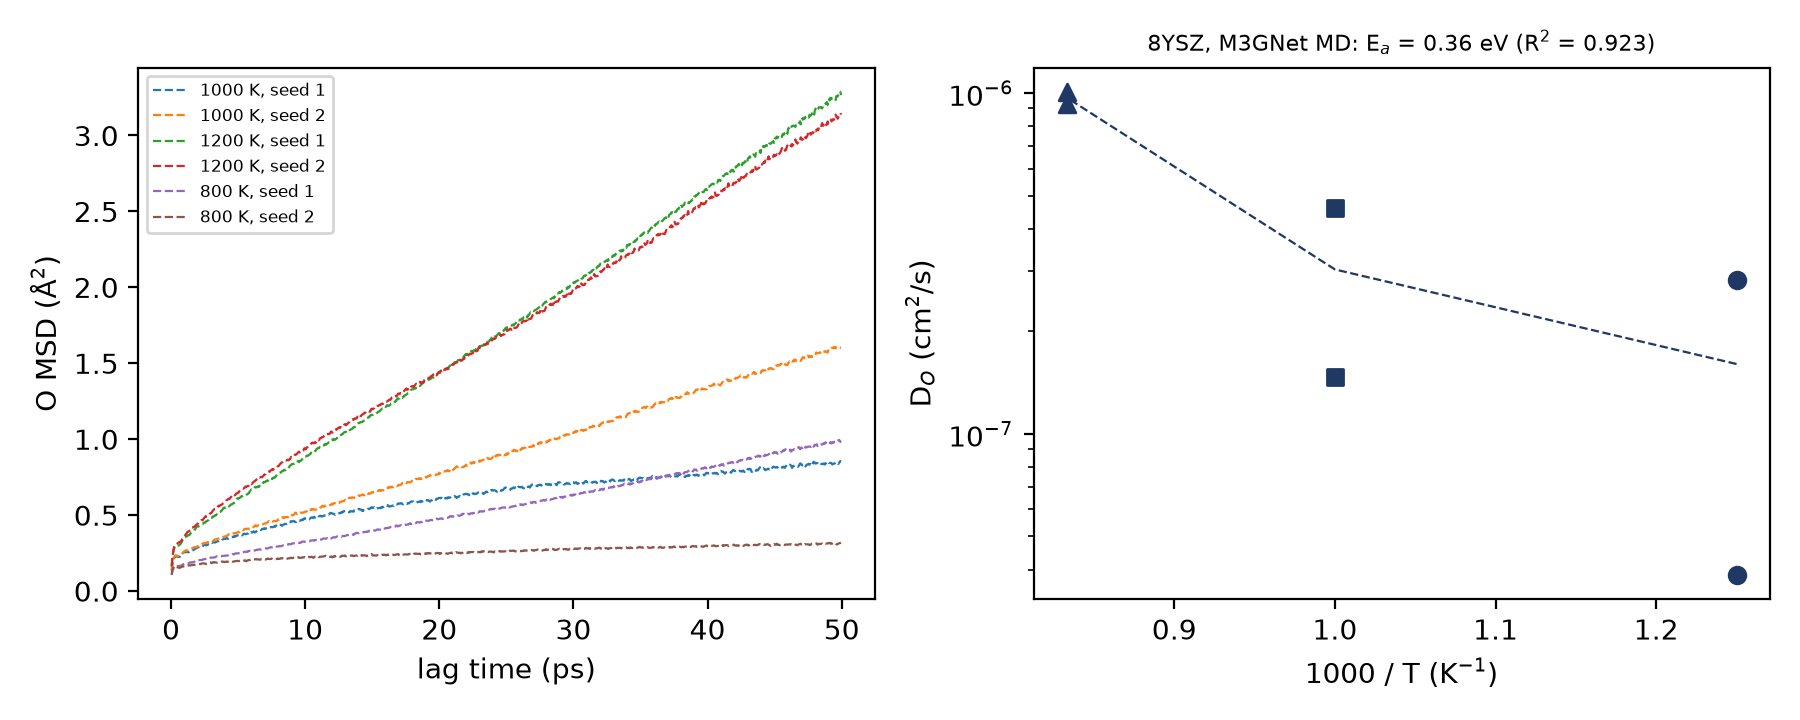 8YSZ, M3GNet MD: Eₐ = 0.36 eV (R² = 0.923)
1000 K, seed 1
1000 K, seed 2
1200 K, seed 1
1200 K, seed 2
800 K, seed 1
800 K, seed 2
O MSD (Å²)
3.0
2.5
2.0
1.5
1.0
0.5
0.0
0 10 20 30 40 50
lag time (ps)
D_O (cm²/s)
10⁻⁶
10⁻⁷
0.9 1.0 1.1 1.2
1000 / T (K⁻¹)